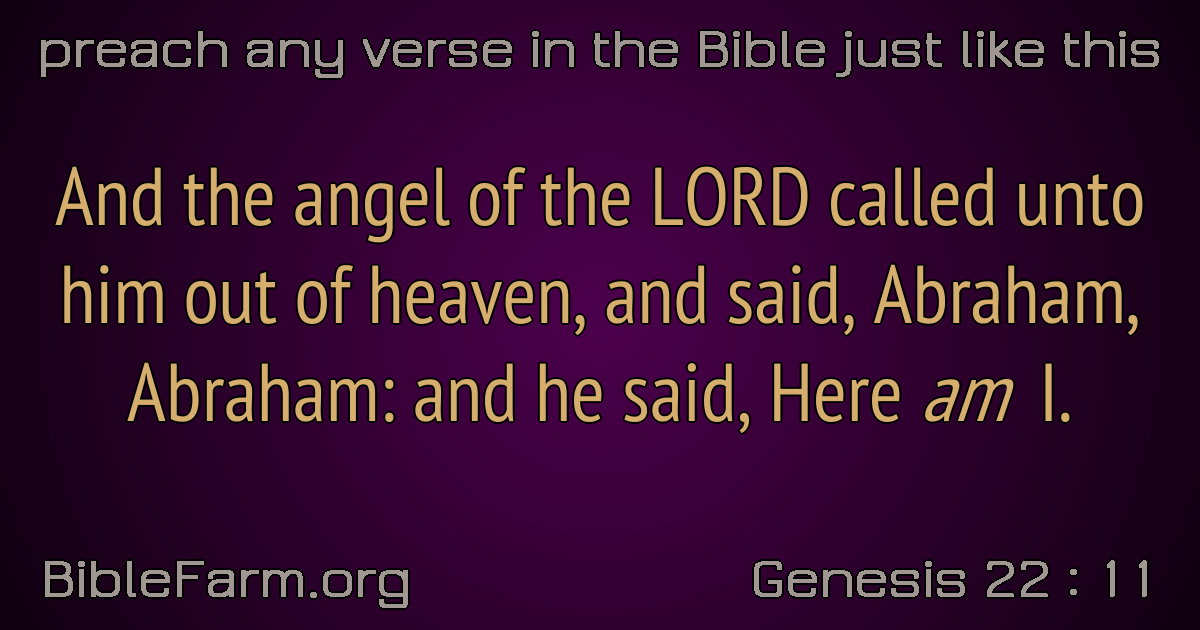 preach any verse in the Bible just like this
And the angel of the LORD called unto
him out of heaven, and said, Abraham,
Abraham: and he said, Here am I.
BibleFarm.org
Genesis 22 : 11